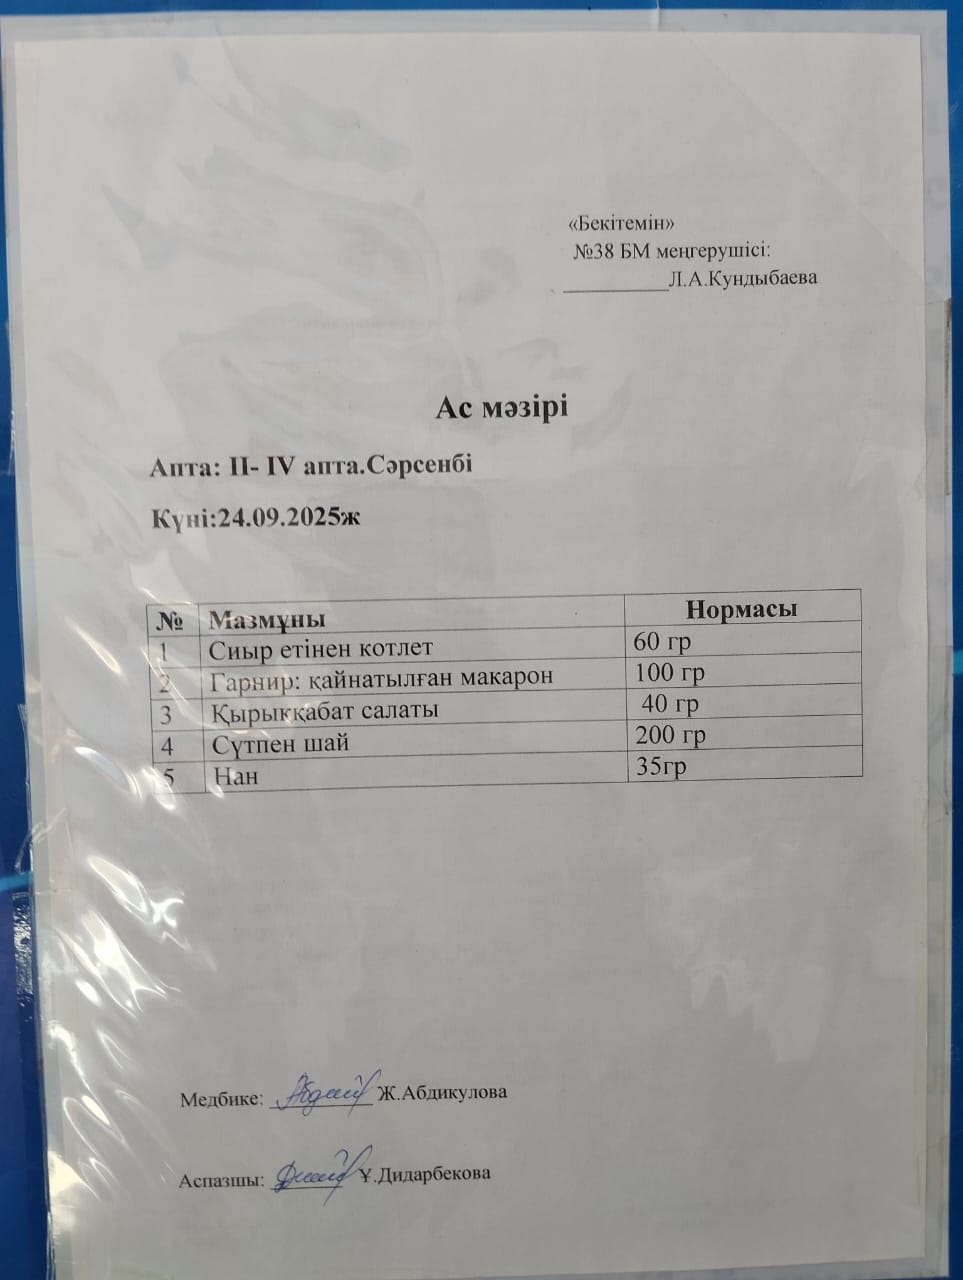 «Бекітемін»
№38 БМ меңгерушісі:
__________Л.А.Кундыбаева
Ас мәзірі
Апта: II- IV апта.Сәрсенбі
Күні:24.09.2025ж
№ Мазмұны Нормасы
1 Сиыр етінен котлет 60 гр
2 Гарнир: қайнатылған макарон 100 гр
3 Қырыққабат салаты 40 гр
4 Сүтпен шай 200 гр
5 Нан 35гр
Медбике: __________ Ж.Абдикулова
Аспазшы: ________ Ұ.Дидарбекова